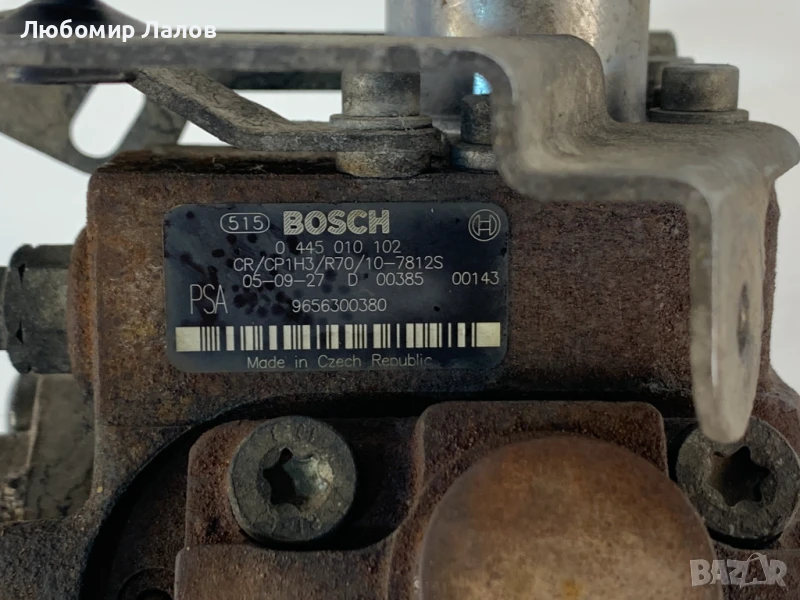 Любомир Лалов
515 BOSCH
0 445 010 102
CR/CP1H3/R70/10-7812S
05-09-27 D 00385 00143
PSA 9656300380
Made in Czech Republic
BAZAR